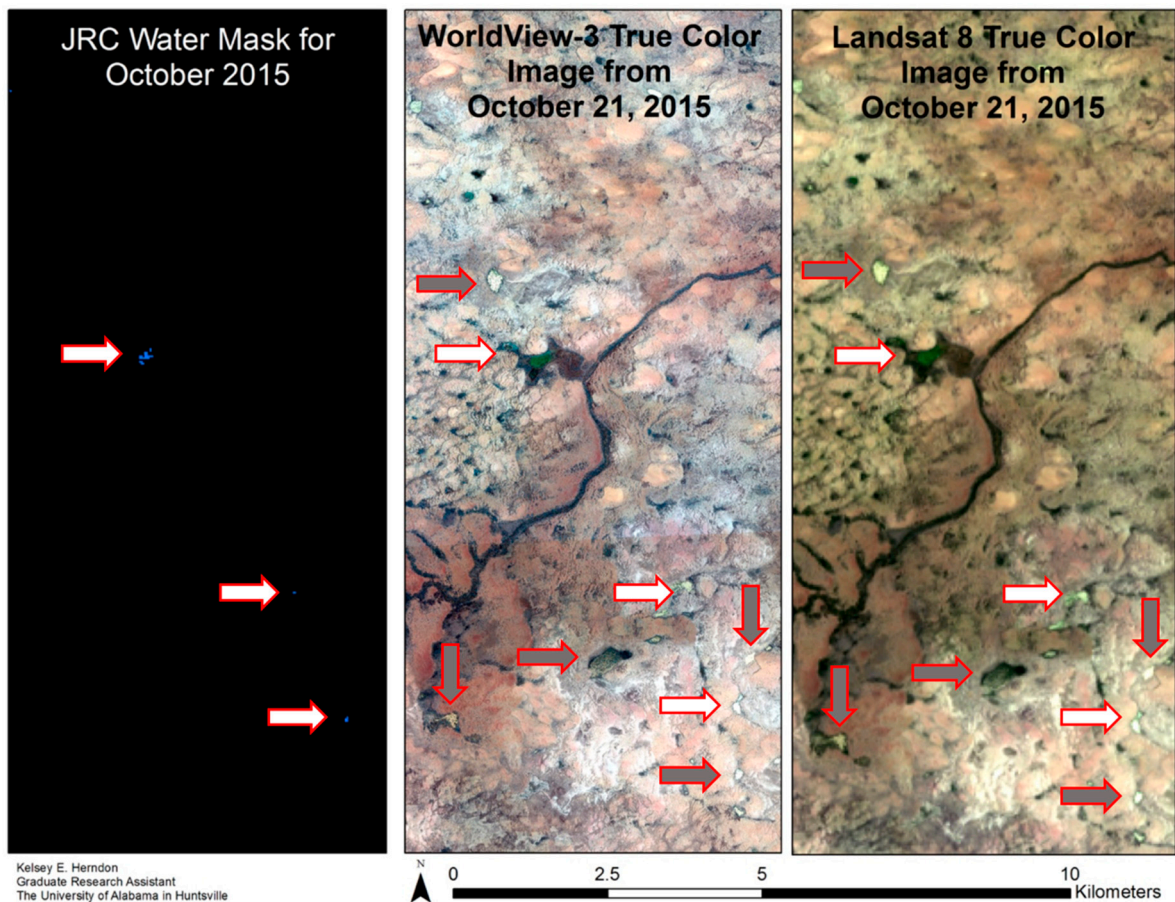 JRC Water Mask for
October 2015
WorldView-3 True Color
Image from
October 21, 2015
Landsat 8 True Color
Image from
October 21, 2015
Kelsey E. Herndon
Graduate Research Assistant
The University of Alabama in Huntsville
N
0 2.5 5 10
Kilometers